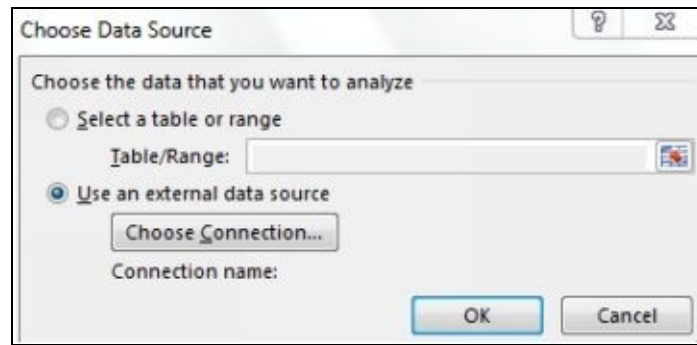 Choose Data Source
Choose the data that you want to analyze
Select a table or range
Table/Range:
Use an external data source
Choose Connection...
Connection name:
OK Cancel